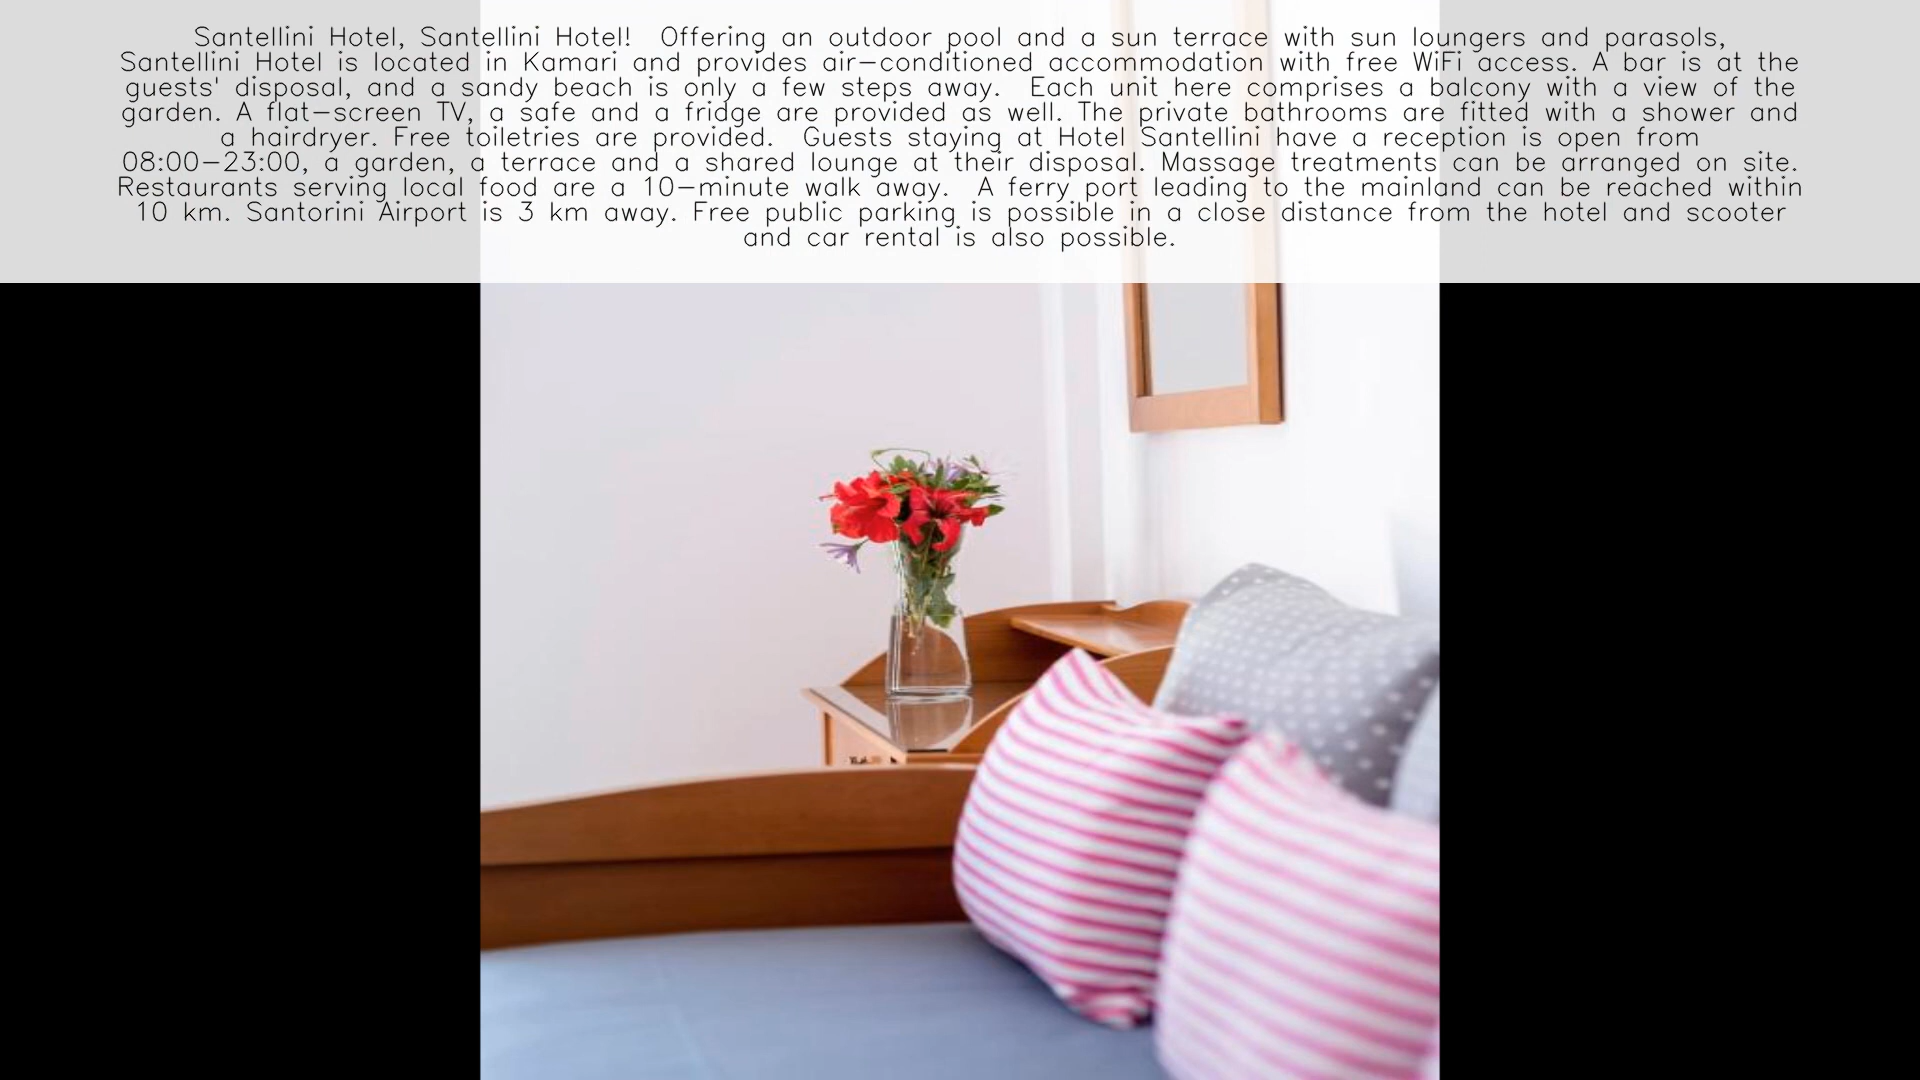 Santellini Hotel, Santellini Hotel!  Offering an outdoor pool and a sun terrace with sun loungers and parasols,
Santellini Hotel is located in Kamari and provides air-conditioned accommodation with free WiFi access. A bar is at the
guests' disposal, and a sandy beach is only a few steps away.  Each unit here comprises a balcony with a view of the
garden. A flat-screen TV, a safe and a fridge are provided as well. The private bathrooms are fitted with a shower and
a hairdryer. Free toiletries are provided.  Guests staying at Hotel Santellini have a reception is open from
08:00-23:00, a garden, a terrace and a shared lounge at their disposal. Massage treatments can be arranged on site.
Restaurants serving local food are a 10-minute walk away.  A ferry port leading to the mainland can be reached within
10 km. Santorini Airport is 3 km away. Free public parking is possible in a close distance from the hotel and scooter
and car rental is also possible.